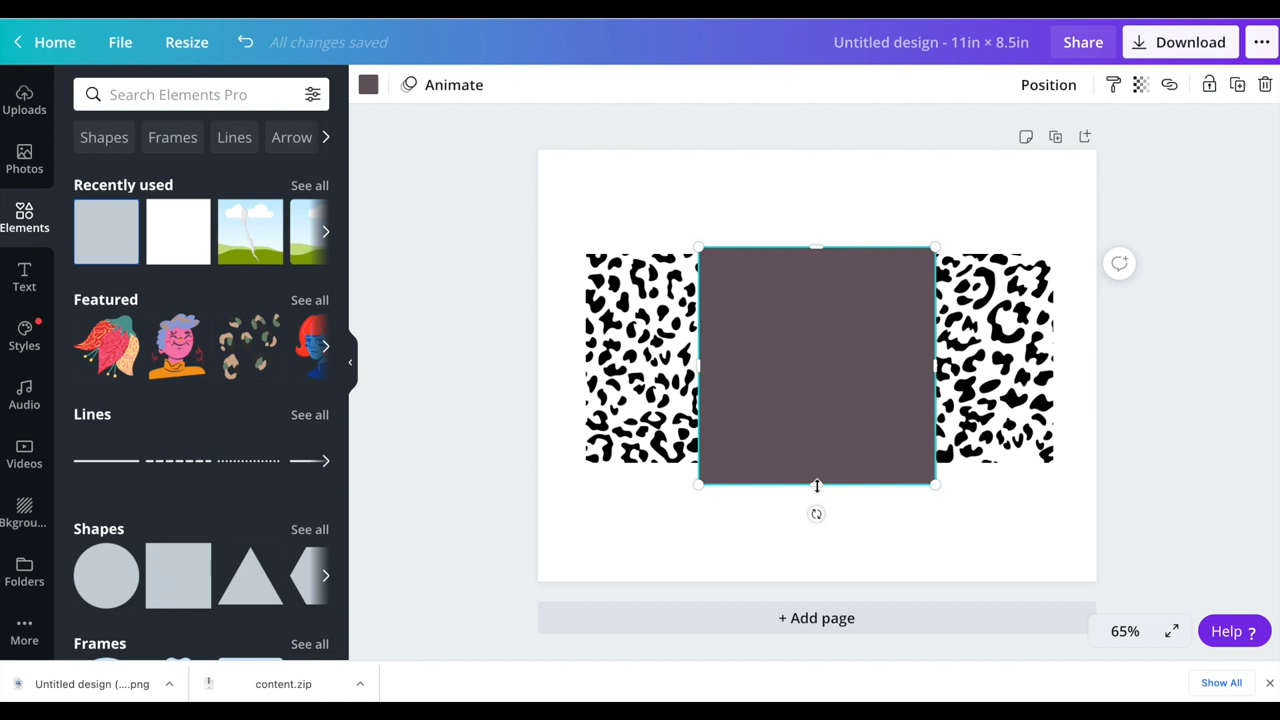 Home File Resize All changes saved Untitled design - 11in × 8.5in Share Download
Search Elements Pro
Animate Position
Uploads
Photos
Elements
Text
Styles
Audio
Videos
Bkgrou...
Folders
More
Shapes Frames Lines Arrow
Recently used See all
Featured See all
Lines See all
Shapes See all
Frames See all
+ Add page
65%
Help ?
Untitled design (....png
content.zip
Show All